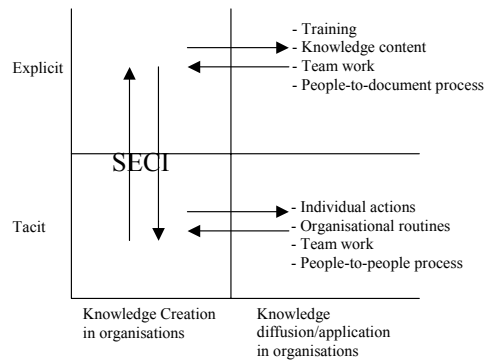 - Training
- Knowledge content
Explicit
- Team work
- People-to-document process
SECI
- Individual actions
- Organisational routines
Tacit
- Team work
- People-to-people process
Knowledge Creation
in organisations
Knowledge
diffusion/application
in organisations